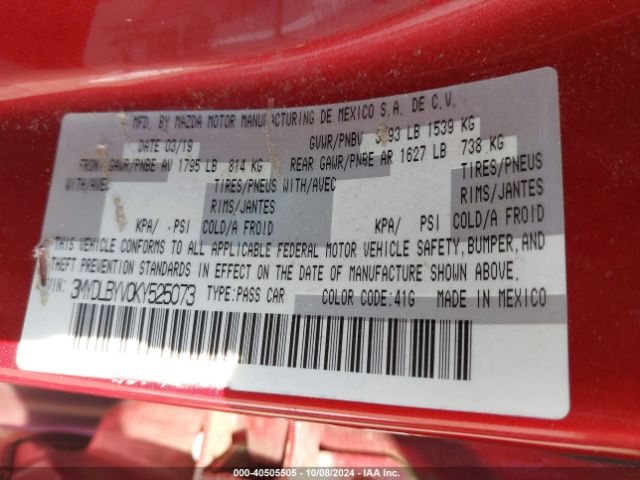 MFD. BY MAZDA MOTOR MANUFACTURING DE MEXICO S.A. DE C.V.
DATE 03/19 GVWR/PNBV 3393 LB 1539 KG
FRONT GAWR/PNBE AV 1795 LB 814 KG REAR GAWR/PNBE AR 1627 LB 738 KG
WITH/AVEC TIRES/PNEUS WITH/AVEC TIRES/PNEUS
RIMS/JANTES RIMS/JANTES
KPA/ PSI COLD/A FROID KPA/ PSI COLD/A FROID
THIS VEHICLE CONFORMS TO ALL APPLICABLE FEDERAL MOTOR VEHICLE SAFETY, BUMPER, AND
THEFT PREVENTION STANDARDS IN EFFECT ON THE DATE OF MANUFACTURE SHOWN ABOVE.
VIN: 3MYDLBYV0KY525073 TYPE:PASS CAR COLOR CODE:41G MADE IN MEXICO
000-40505505 - 10/08/2024 - IAA Inc.